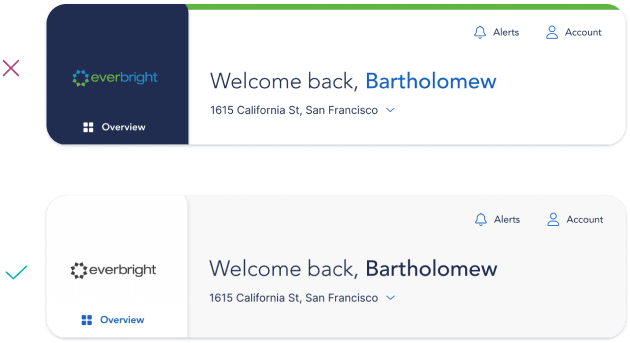 Alerts
Account
everbright
Welcome back, Bartholomew
1615 California St, San Francisco
Overview
Alerts
Account
everbright
Welcome back, Bartholomew
1615 California St, San Francisco
Overview